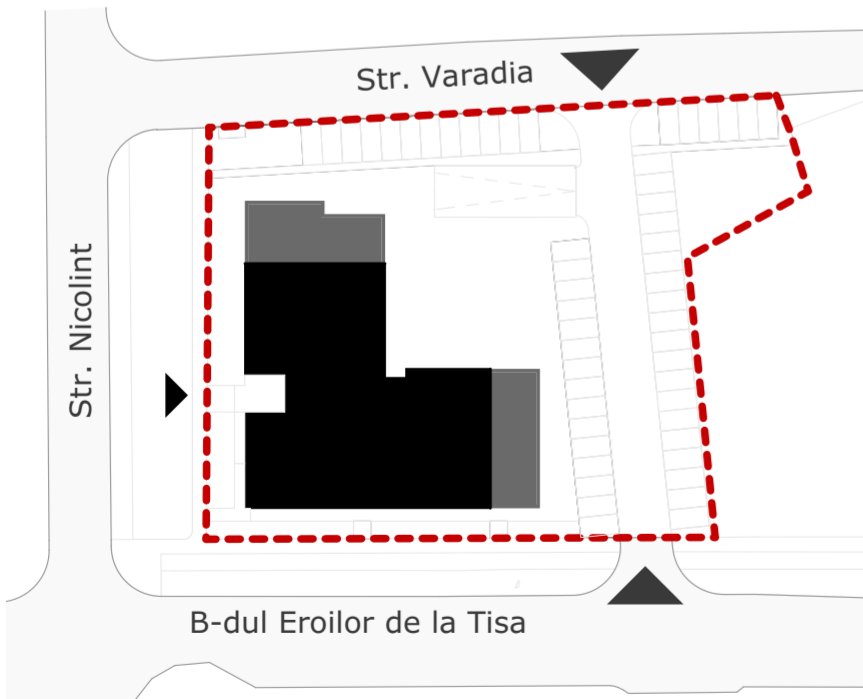 Str. Varadia
Str. Nicolint
B-dul Eroilor de la Tisa